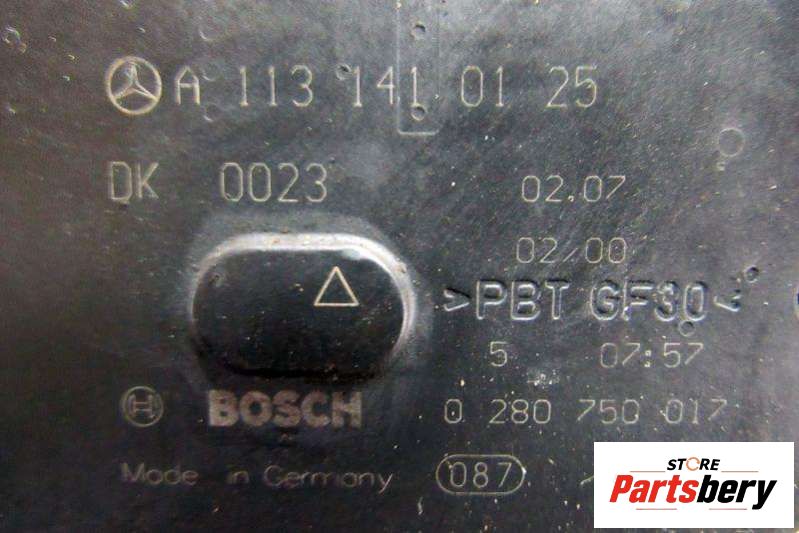 A 113 141 01 25
DK 0023 02.07
02/00
>PBT GF30<
5 07:57
BOSCH 0 280 750 017
Made in Germany 087
STORE
Partsbery